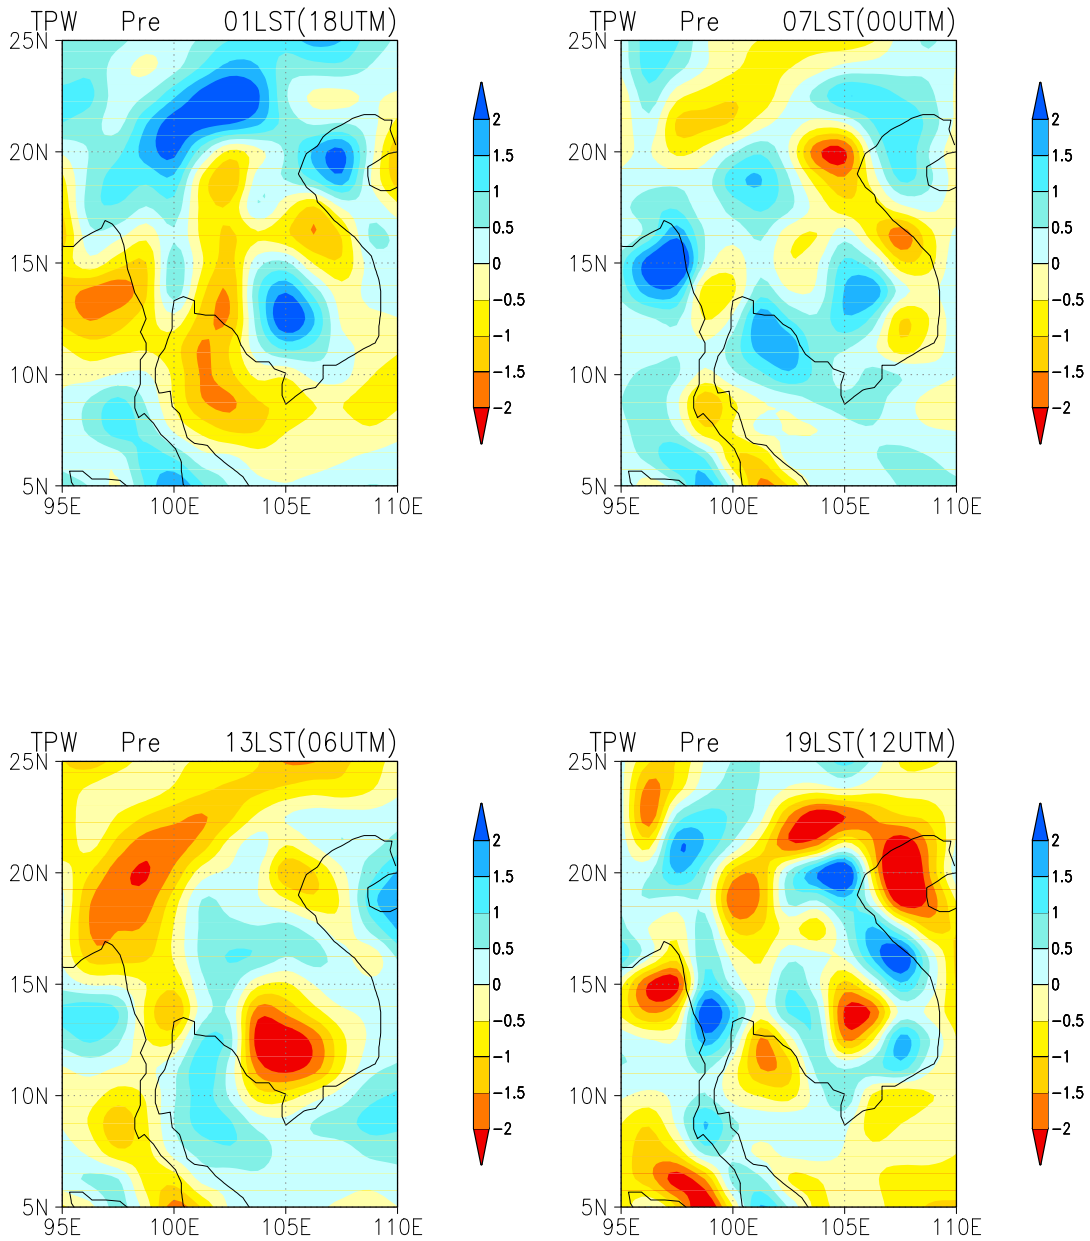 TPW Pre 01LST(18UTM)
25N
20N
15N
10N
5N
95E 100E 105E 110E
2
1.5
1
0.5
0
-0.5
-1
-1.5
-2
TPW Pre 07LST(00UTM)
25N
20N
15N
10N
5N
95E 100E 105E 110E
2
1.5
1
0.5
0
-0.5
-1
-1.5
-2
TPW Pre 13LST(06UTM)
25N
20N
15N
10N
5N
95E 100E 105E 110E
2
1.5
1
0.5
0
-0.5
-1
-1.5
-2
TPW Pre 19LST(12UTM)
25N
20N
15N
10N
5N
95E 100E 105E 110E
2
1.5
1
0.5
0
-0.5
-1
-1.5
-2